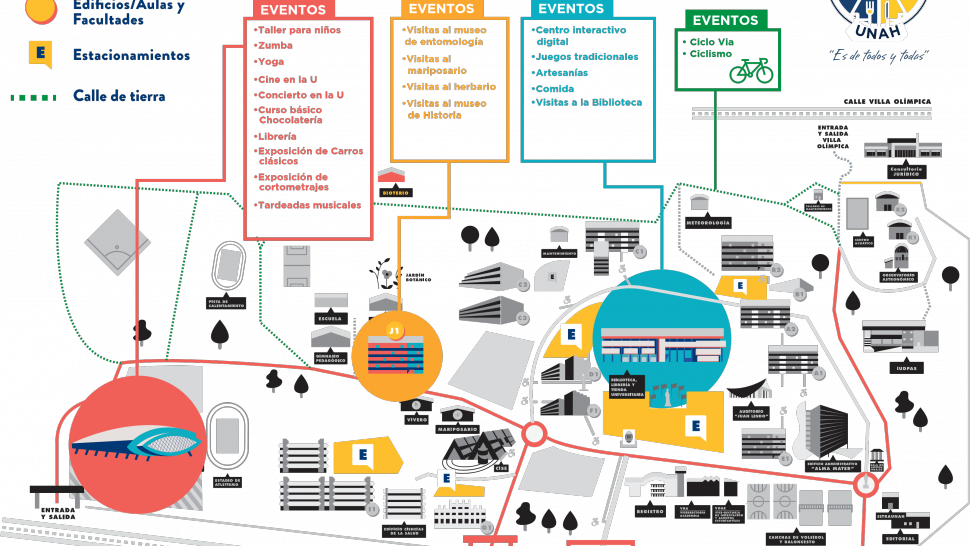 Edificios/Aulas y
Facultades
E
Estacionamientos
Calle de tierra
EVENTOS
•Taller para niños
•Zumba
•Yoga
•Cine en la U
•Concierto en la U
•Curso básico
Chocolatería
•Librería
•Exposición de Carros
clásicos
•Exposición de
cortometrajes
•Tardeadas musicales
EVENTOS
•Visitas al museo
de entomología
•Visitas al
mariposario
•Visitas al herbario
•Visitas al museo
de Historia
EVENTOS
•Centro interactivo
digital
•Juegos tradicionales
•Artesanías
•Comida
•Visitas a la Biblioteca
EVENTOS
• Ciclo Via
• Ciclismo
UNAH
"Es de todos y todos"
CALLE VILLA OLÍMPICA
ENTRADA
Y SALIDA
VILLA
OLÍMPICA
Consultorio
JURÍDICO
BIOTERIO
METEOROLOGÍA
MANTENIMIENTO
C1
CENTRO
ACUÁTICO
OBSERVATORIO
ASTRONÓMICO
JARDÍN
BOTÁNICO
PISTA DE
CALENTAMIENTO
ESCUELA
GIMNASIO
PEDAGÓGICO
J1
C2
C3
E
E
E
B2
B1
A2
A1
IUDPAS
D1
F1
BIBLIOTECA,
LIBRERÍA Y
TIENDA
UNIVERSITARIA
E
AUDITORIO
"JUAN LINDO"
E1
EDIFICIO ADMINISTRATIVO
"ALMA MATER"
VIVERO
MARIPOSARIO
CISE
E
E
ESTADIO DE
ATLETISMO
ENTRADA
Y SALIDA
I1
EDIFICIO CIENCIAS
DE LA SALUD
REGISTRO
VRA
VOAE
CANCHAS DE VOLEIBOL
Y BALONCESTO
EDITORIAL